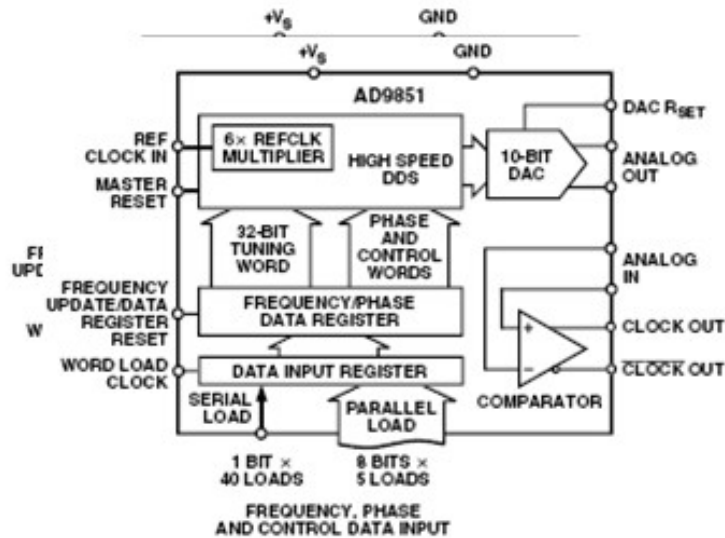 +VS GND
+VS GND
AD9851
DAC RSET
REF
CLOCK IN
6× REFCLK
MULTIPLIER
HIGH SPEED
DDS
10-BIT
DAC
ANALOG
OUT
MASTER
RESET
32-BIT
TUNING
WORD
PHASE
AND
CONTROL
WORDS
ANALOG
IN
FREQUENCY
UPDATE/DATA
REGISTER
RESET
FREQUENCY/PHASE
DATA REGISTER
+
−
CLOCK OUT
CLOCK OUT
WORD LOAD
CLOCK
DATA INPUT REGISTER
COMPARATOR
SERIAL
LOAD
PARALLEL
LOAD
1 BIT ×
40 LOADS
8 BITS ×
5 LOADS
FREQUENCY, PHASE
AND CONTROL DATA INPUT